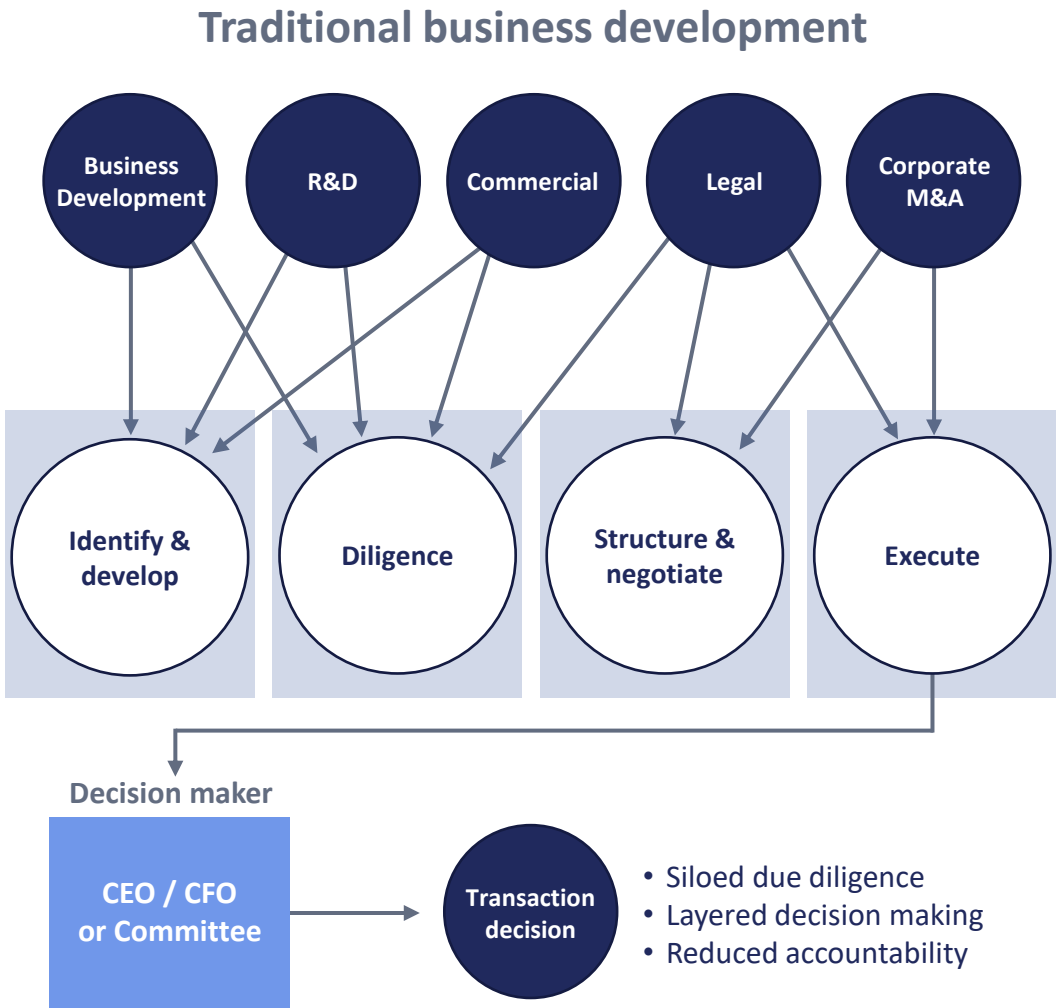 Traditional business development
Business
Development
R&D
Commercial
Legal
Corporate
M&A
Identify &
develop
Diligence
Structure &
negotiate
Execute
Decision maker
CEO / CFO
or Committee
Transaction
decision
• Siloed due diligence
• Layered decision making
• Reduced accountability